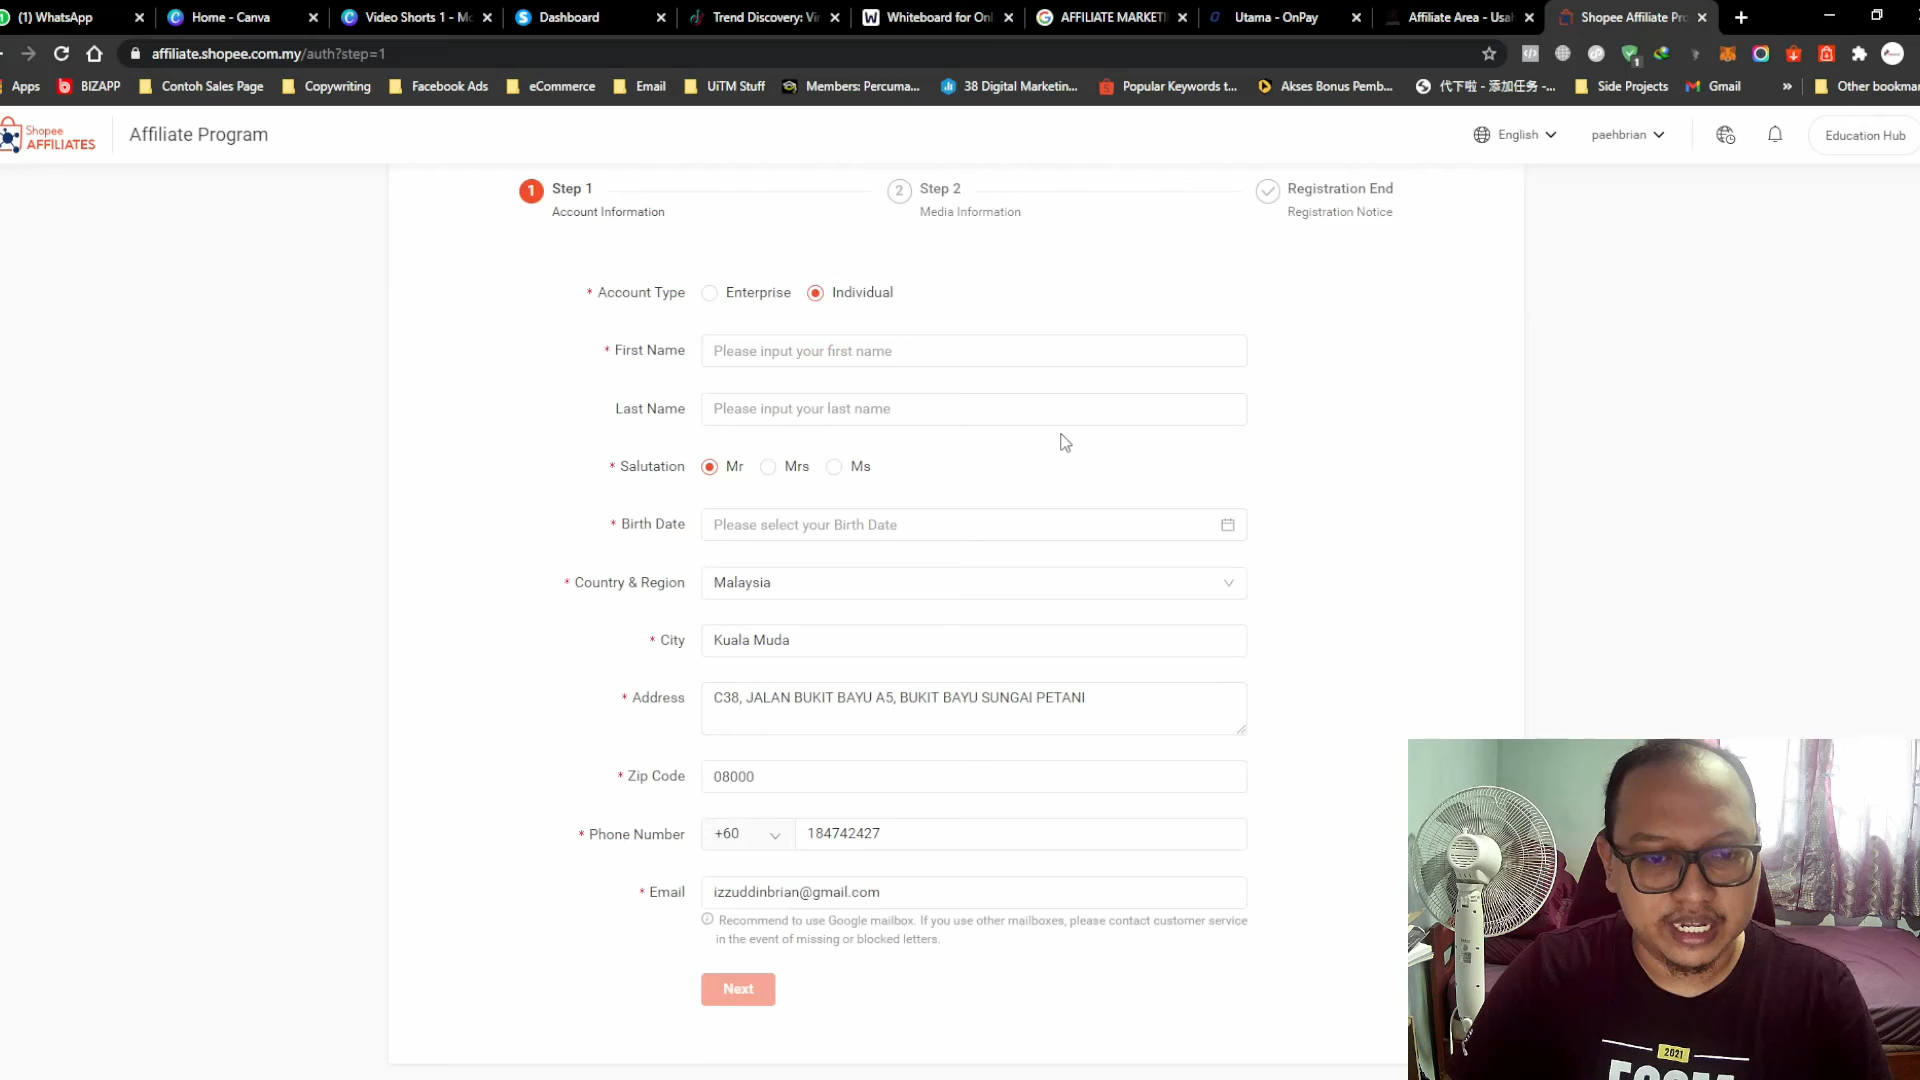 (1) WhatsApp
Home - Canva
Video Shorts 1 - Mo
Dashboard
Trend Discovery: Vir
Whiteboard for Onl
AFFILIATE MARKETI
Utama - OnPay
Affiliate Area - Usah
Shopee Affiliate Pro
affiliate.shopee.com.my/auth?step=1
Apps
BIZAPP
Contoh Sales Page
Copywriting
Facebook Ads
eCommerce
Email
UiTM Stuff
Members: Percuma...
38 Digital Marketin...
Popular Keywords t...
Akses Bonus Pemb...
代下啦 - 添加任务 -...
Side Projects
Gmail
»
Other bookmar
Shopee
AFFILIATES
Affiliate Program
English
paehbrian
Education Hub
1 Step 1
Account Information
2 Step 2
Media Information
Registration End
Registration Notice
* Account Type Enterprise Individual
* First Name Please input your first name
Last Name Please input your last name
* Salutation Mr Mrs Ms
* Birth Date Please select your Birth Date
* Country & Region Malaysia
* City Kuala Muda
* Address C38, JALAN BUKIT BAYU A5, BUKIT BAYU SUNGAI PETANI
* Zip Code 08000
* Phone Number +60 184742427
* Email izzuddinbrian@gmail.com
Recommend to use Google mailbox. If you use other mailboxes, please contact customer service
in the event of missing or blocked letters.
Next
2021